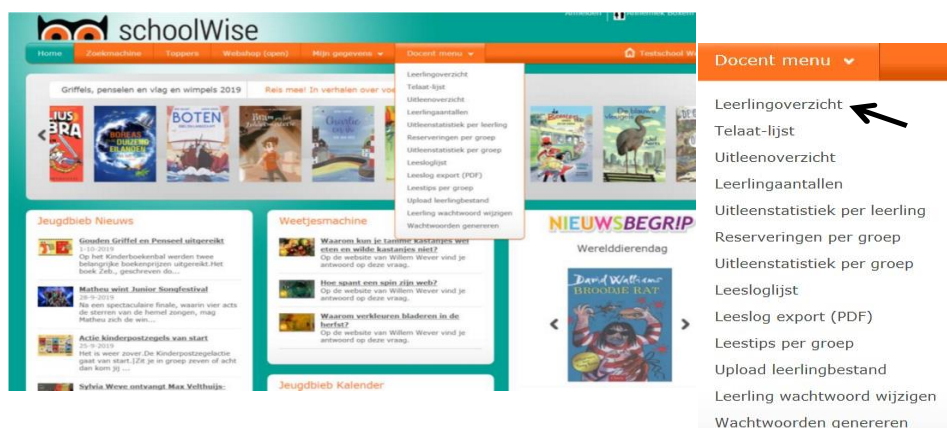 schoolWise
Home Zoekmachine Toppers Webshop (open) Mijn gegevens Docent menu Testschool
Griffels, penselen en vlag en wimpels 2019 Reis mee! In verhalen over
Leerlingoverzicht
Telaat-lijst
Uitleenoverzicht
Leerlingaantallen
Uitleenstatistiek per leerling
Reserveringen per groep
Uitleenstatistiek per groep
Leesloglijst
Leeslog export (PDF)
Leestips per groep
Upload leerlingbestand
Leerling wachtwoord wijzigen
Wachtwoorden genereren
BOREAS
BOTEN
Jeugdbieb Nieuws
Gouden Griffel en Penseel uitgereikt
1-10-2019
Op het Kinderboekenbal werden twee
belangrijke boekenprijzen uitgereikt.Het
boek Zeb., geschreven do...
Matheu wint Junior Songfestival
28-9-2019
Na een spectaculaire finale, waarin vier acts
de sterren van de hemel zongen, mag
Matheu zich de win...
Actie kinderpostzegels van start
25-9-2019
Het is weer zover.De Kinderpostzegelactie
gaat van start.[Zit je in groep zeven of acht
dan kom jij ...
Sylvia Weve ontvangt Max Velthuijs-
Weetjesmachine
Waarom kun je tamme kastanjes wel
eten en wilde kastanjes niet?
Op de website van Willem Wever vind je
antwoord op deze vraag.
Hoe spant een spin zijn web?
Op de website van Willem Wever vind je
antwoord op deze vraag.
Waarom verkleuren bladeren in de
herfst?
Op de website van Willem Wever vind je
antwoord op deze vraag.
Jeugdbieb Kalender
NIEUWSBEGRIP
Werelddierendag
David Walliams
BROODJE RAT
Docent menu
Leerlingoverzicht
Telaat-lijst
Uitleenoverzicht
Leerlingaantallen
Uitleenstatistiek per leerling
Reserveringen per groep
Uitleenstatistiek per groep
Leesloglijst
Leeslog export (PDF)
Leestips per groep
Upload leerlingbestand
Leerling wachtwoord wijzigen
Wachtwoorden genereren